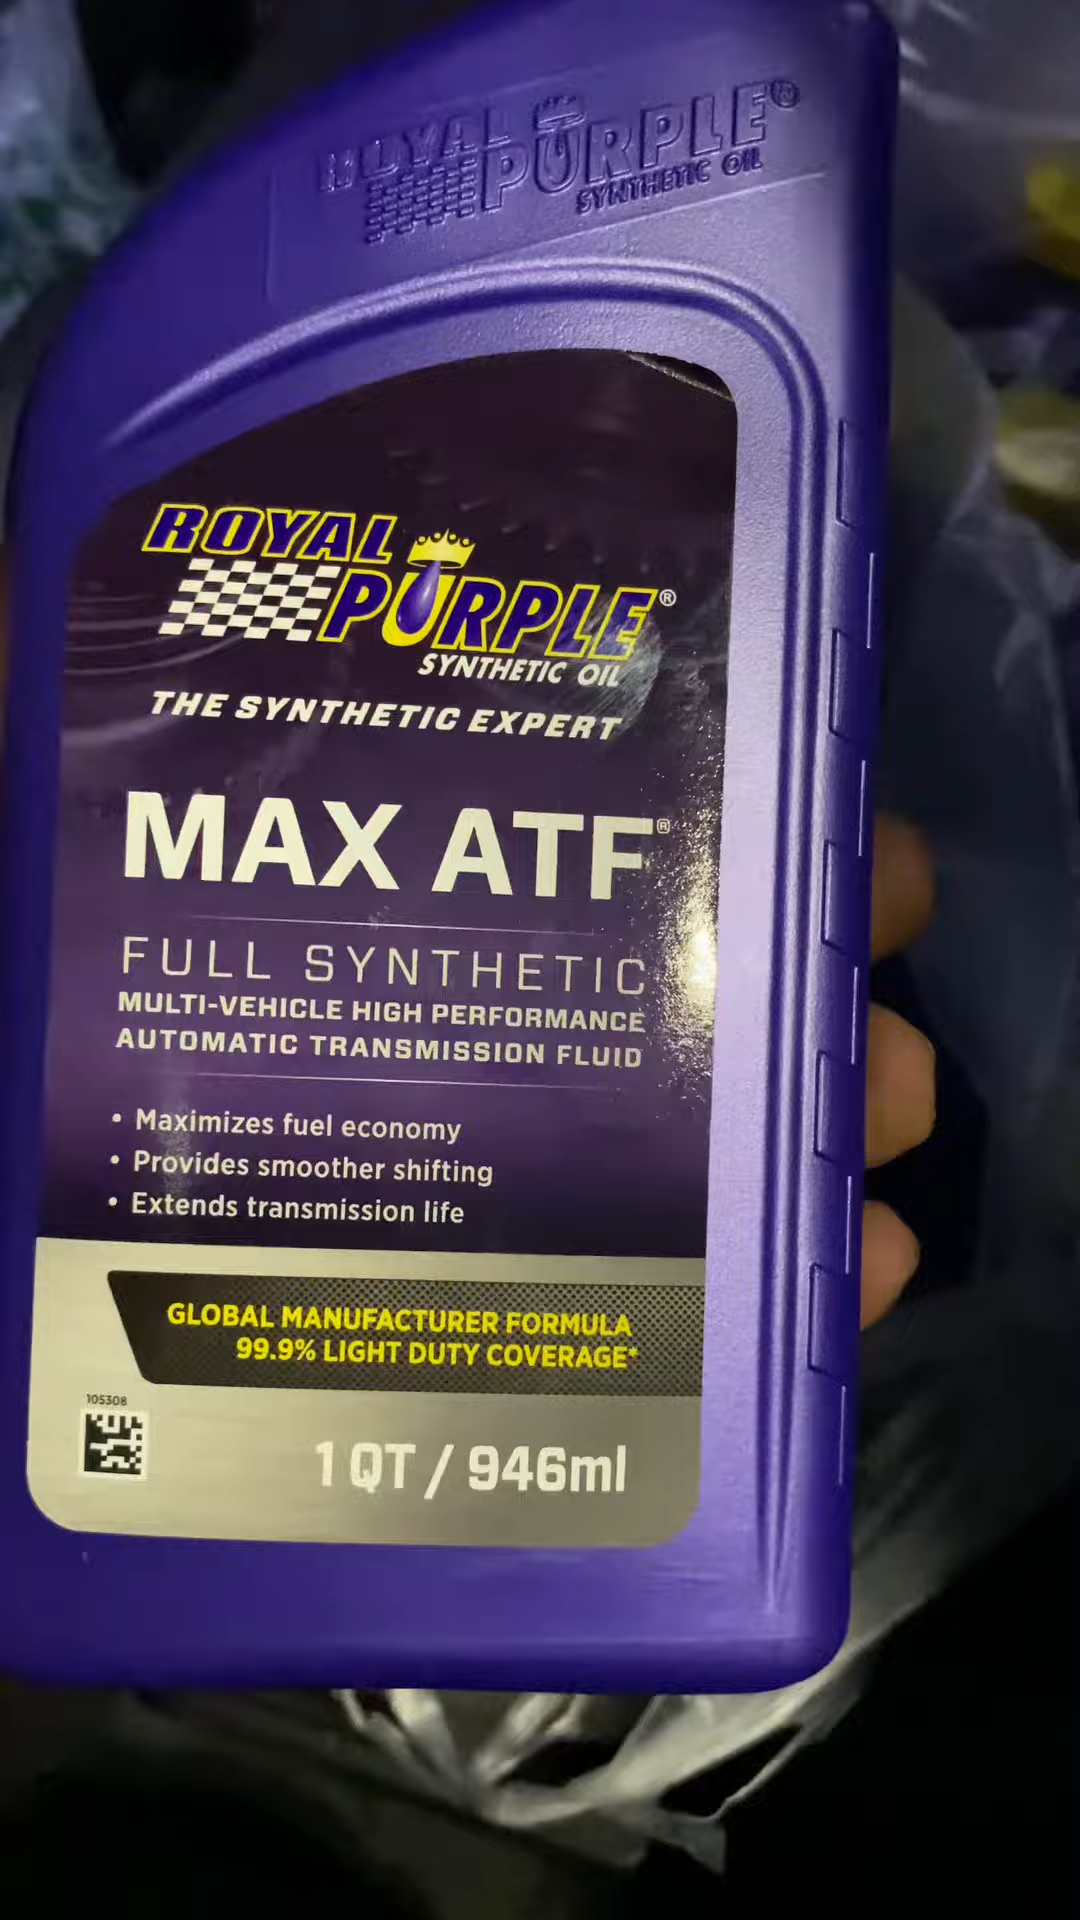 ROYAL
PURPLE®
SYNTHETIC OIL
ROYAL
PURPLE®
SYNTHETIC OIL
THE SYNTHETIC EXPERT
MAX ATF®
FULL SYNTHETIC
MULTI-VEHICLE HIGH PERFORMANCE
AUTOMATIC TRANSMISSION FLUID
• Maximizes fuel economy
• Provides smoother shifting
• Extends transmission life
GLOBAL MANUFACTURER FORMULA
99.9% LIGHT DUTY COVERAGE*
105308
1 QT / 946ml